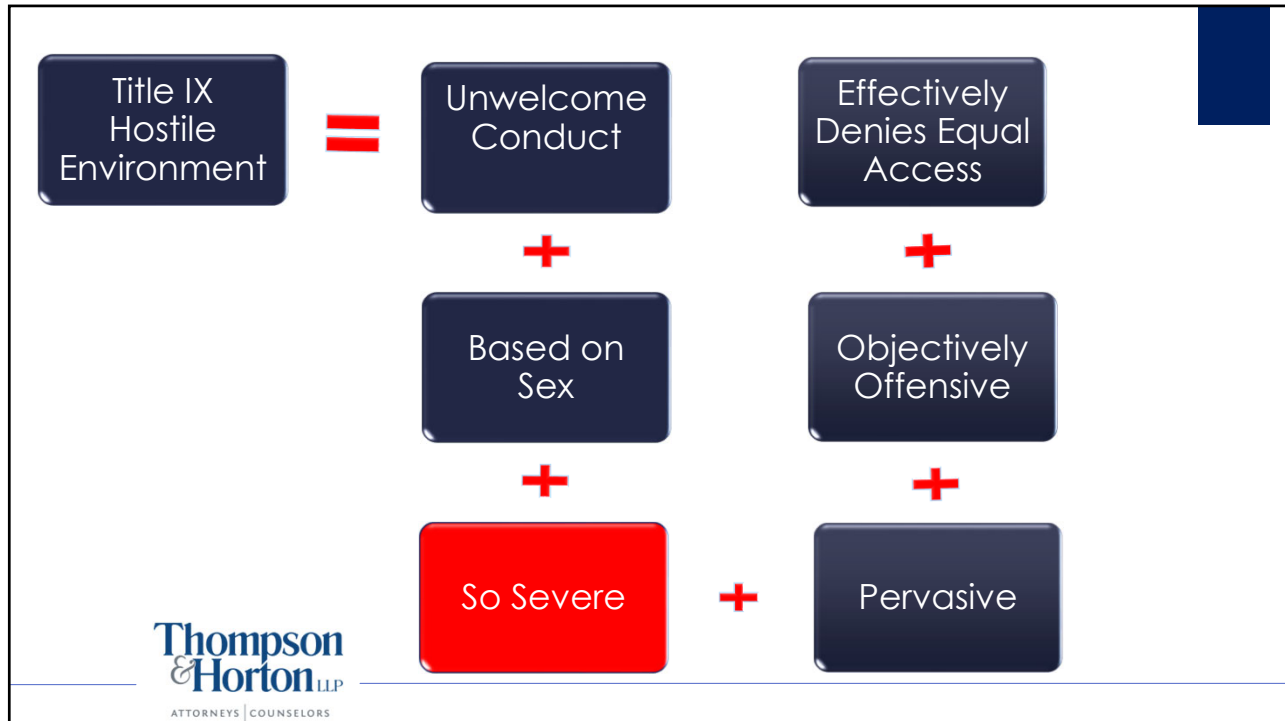 Title IX
Hostile
Environment
=
Unwelcome
Conduct
+
Based on
Sex
+
So Severe
+
Pervasive
+
Objectively
Offensive
+
Effectively
Denies Equal
Access
Thompson
& Horton LLP
ATTORNEYS | COUNSELORS